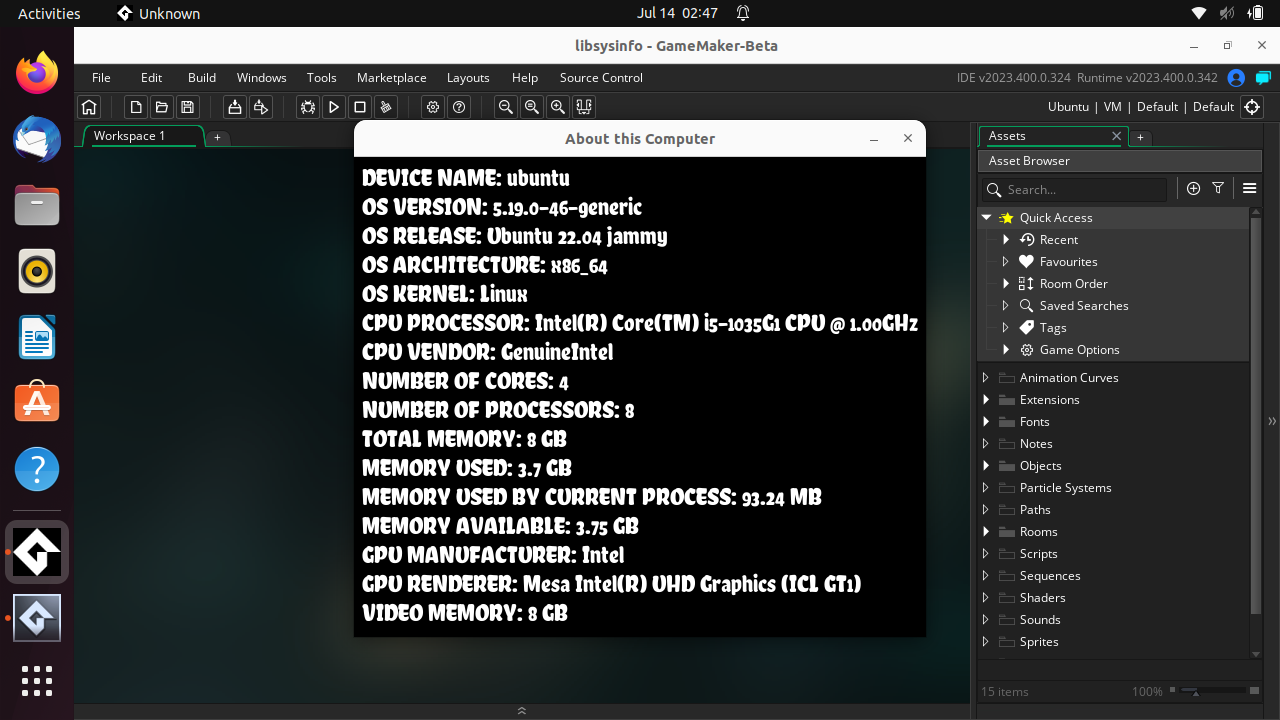 Activities Unknown Jul 14 02:47
libsysinfo - GameMaker-Beta
File Edit Build Windows Tools Marketplace Layouts Help Source Control IDE v2023.400.0.324 Runtime v2023.400.0.342
Ubuntu | VM | Default | Default
Workspace 1 +
About this Computer
DEVICE NAME: ubuntu
OS VERSION: 5.19.0-46-generic
OS RELEASE: Ubuntu 22.04 jammy
OS ARCHITECTURE: x86_64
OS KERNEL: Linux
CPU PROCESSOR: Intel(R) Core(TM) i5-1035G1 CPU @ 1.00GHz
CPU VENDOR: GenuineIntel
NUMBER OF CORES: 4
NUMBER OF PROCESSORS: 8
TOTAL MEMORY: 8 GB
MEMORY USED: 3.7 GB
MEMORY USED BY CURRENT PROCESS: 93.24 MB
MEMORY AVAILABLE: 3.75 GB
GPU MANUFACTURER: Intel
GPU RENDERER: Mesa Intel(R) UHD Graphics (ICL GT1)
VIDEO MEMORY: 8 GB
Assets +
Asset Browser
Search...
Quick Access
Recent
Favourites
Room Order
Saved Searches
Tags
Game Options
Animation Curves
Extensions
Fonts
Notes
Objects
Particle Systems
Paths
Rooms
Scripts
Sequences
Shaders
Sounds
Sprites
15 items 100%